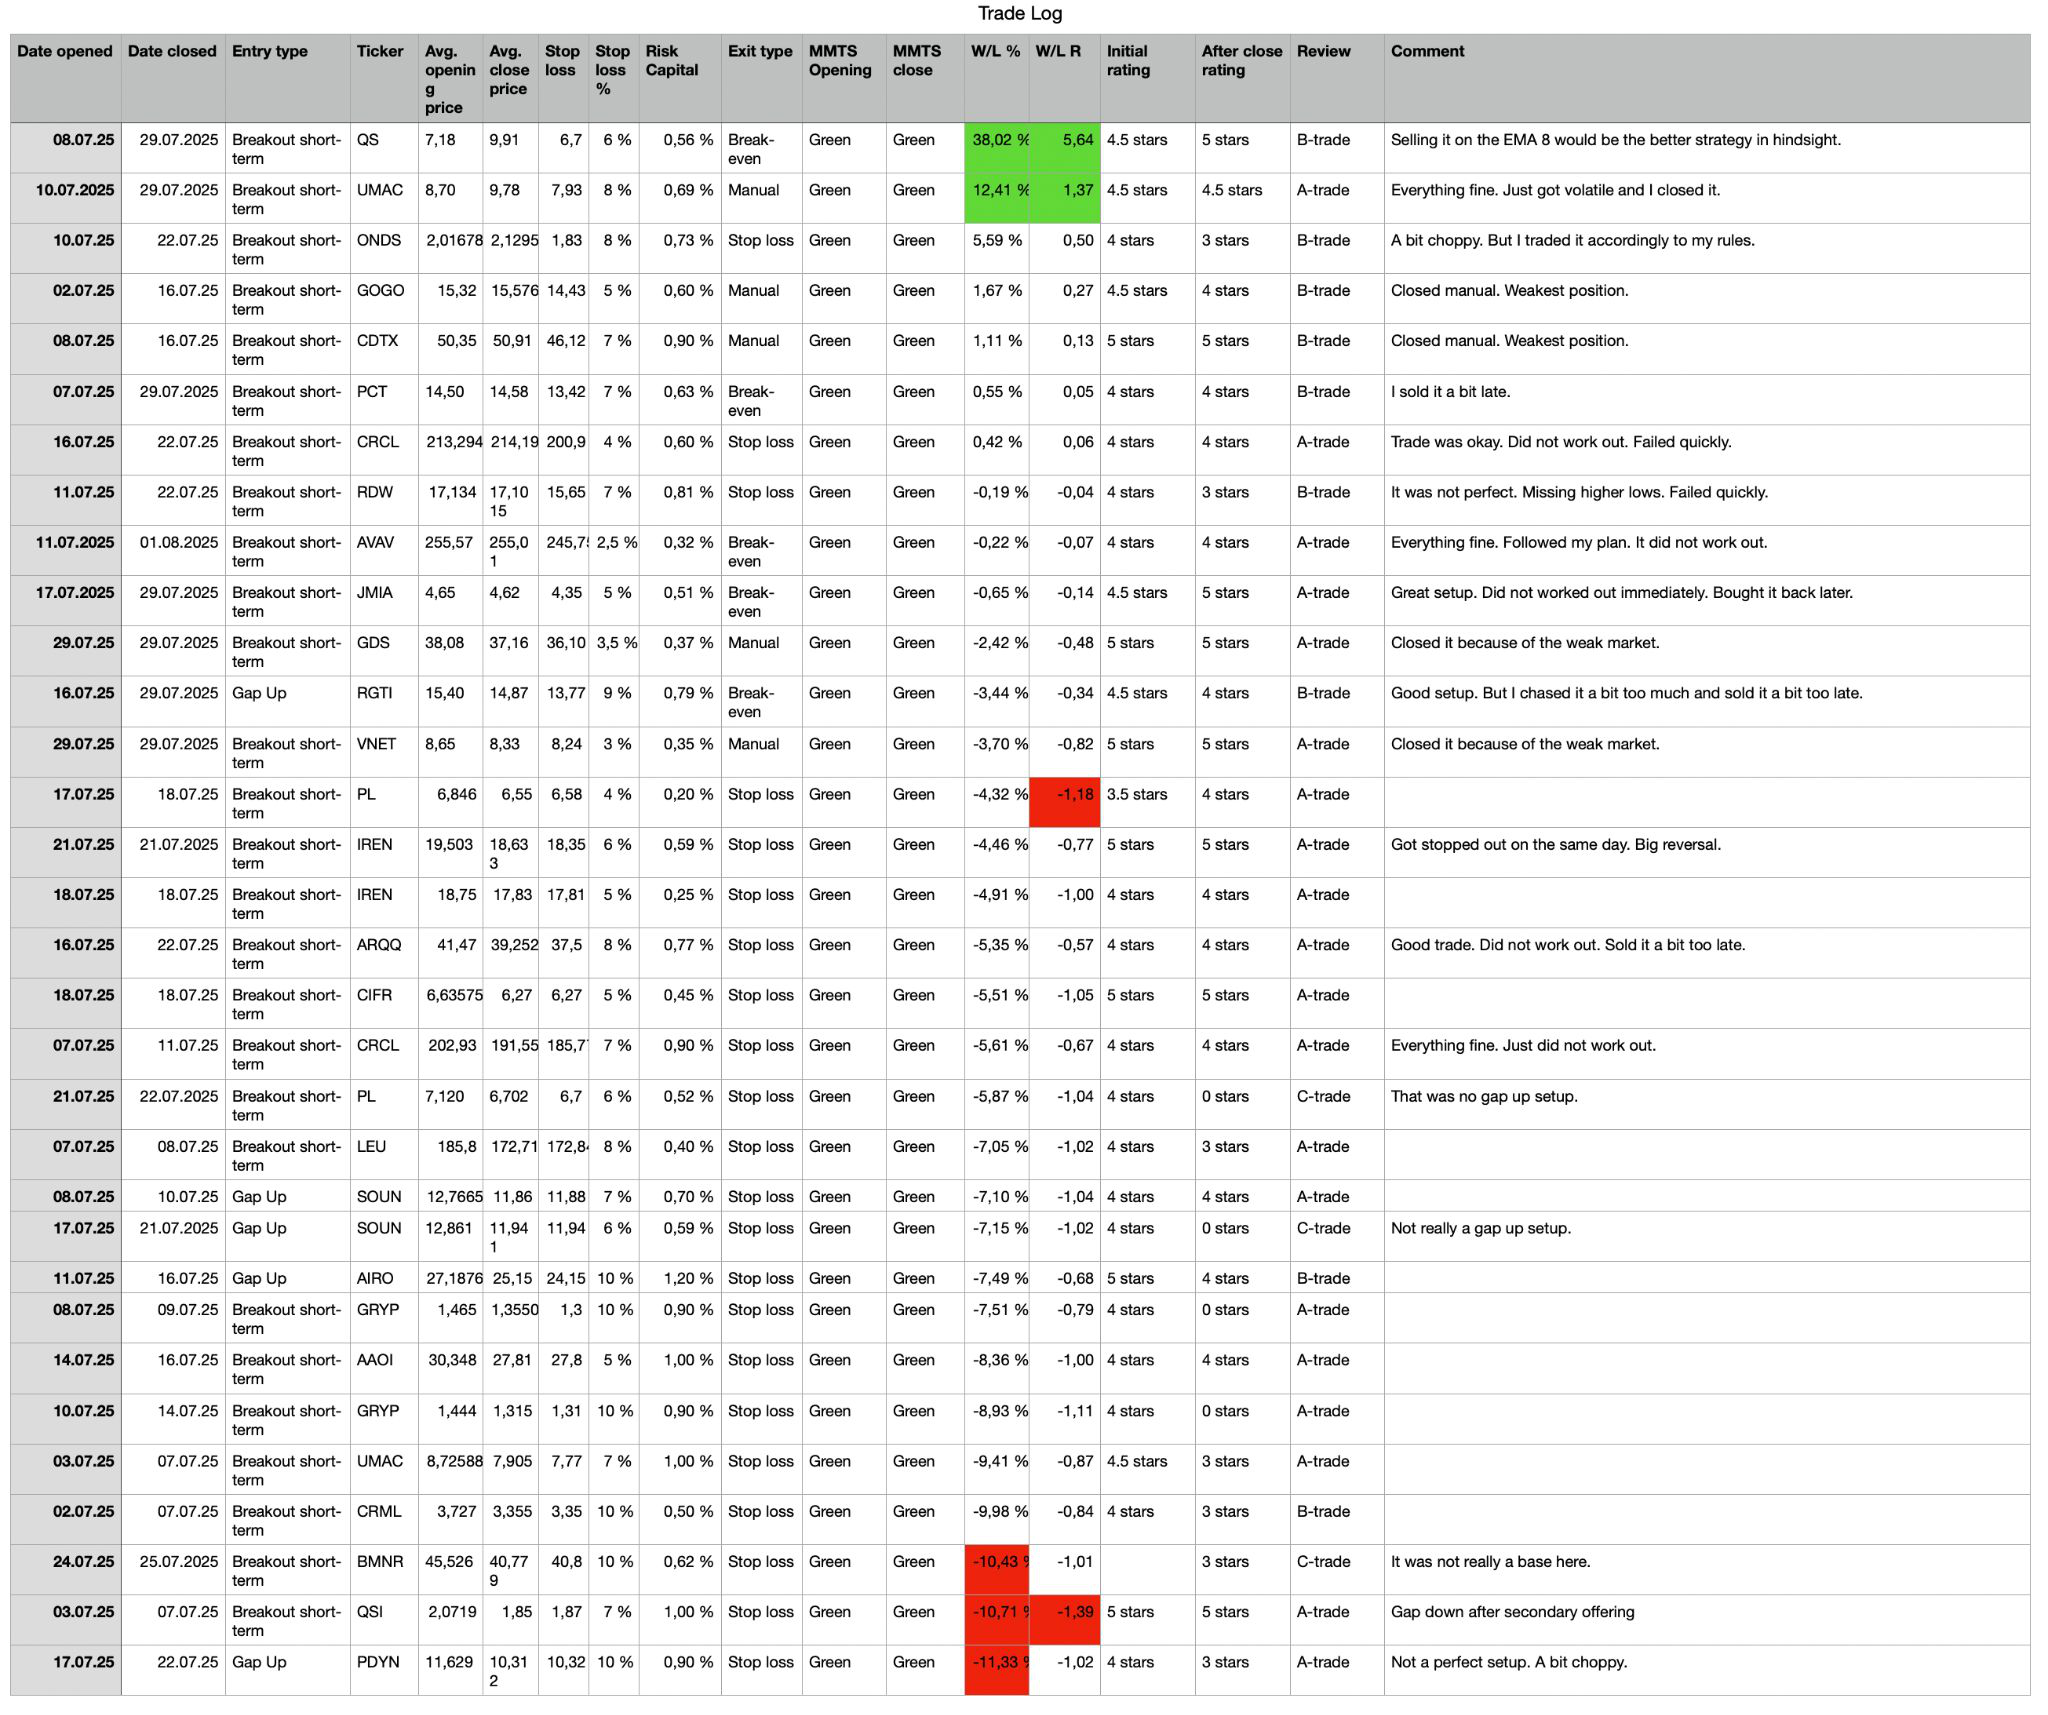 Trade Log
Date opened Date closed Entry type Ticker Avg. openin g price Avg. close price Stop loss Stop loss % Risk Capital Exit type MMTS Opening MMTS close W/L % W/L R Initial rating After close rating Review Comment
08.07.25 29.07.2025 Breakout short-term QS 7,18 9,91 6,7 6 % 0,56 % Break-even Green Green 38,02 % 5,64 4.5 stars 5 stars B-trade Selling it on the EMA 8 would be the better strategy in hindsight.
10.07.2025 29.07.2025 Breakout short-term UMAC 8,70 9,78 7,93 8 % 0,69 % Manual Green Green 12,41 % 1,37 4.5 stars 4.5 stars A-trade Everything fine. Just got volatile and I closed it.
10.07.25 22.07.25 Breakout short-term ONDS 2,01678 2,1295 1,83 8 % 0,73 % Stop loss Green Green 5,59 % 0,50 4 stars 3 stars B-trade A bit choppy. But I traded it accordingly to my rules.
02.07.25 16.07.25 Breakout short-term GOGO 15,32 15,576 14,43 5 % 0,60 % Manual Green Green 1,67 % 0,27 4.5 stars 4 stars B-trade Closed manual. Weakest position.
08.07.25 16.07.25 Breakout short-term CDTX 50,35 50,91 46,12 7 % 0,90 % Manual Green Green 1,11 % 0,13 5 stars 5 stars B-trade Closed manual. Weakest position.
07.07.25 29.07.2025 Breakout short-term PCT 14,50 14,58 13,42 7 % 0,63 % Break-even Green Green 0,55 % 0,05 4 stars 4 stars B-trade I sold it a bit late.
16.07.25 22.07.25 Breakout short-term CRCL 213,294 214,19 200,9 4 % 0,60 % Stop loss Green Green 0,42 % 0,06 4 stars 4 stars A-trade Trade was okay. Did not work out. Failed quickly.
11.07.25 22.07.25 Breakout short-term RDW 17,134 17,10 15 15,65 7 % 0,81 % Stop loss Green Green -0,19 % -0,04 4 stars 3 stars B-trade It was not perfect. Missing higher lows. Failed quickly.
11.07.2025 01.08.2025 Breakout short-term AVAV 255,57 255,0 1 245,7 2,5 % 0,32 % Break-even Green Green -0,22 % -0,07 4 stars 4 stars A-trade Everything fine. Followed my plan. It did not work out.
17.07.2025 29.07.2025 Breakout short-term JMIA 4,65 4,62 4,35 5 % 0,51 % Break-even Green Green -0,65 % -0,14 4.5 stars 5 stars A-trade Great setup. Did not worked out immediately. Bought it back later.
29.07.25 29.07.2025 Breakout short-term GDS 38,08 37,16 36,10 3,5 % 0,37 % Manual Green Green -2,42 % -0,48 5 stars 5 stars A-trade Closed it because of the weak market.
16.07.25 29.07.2025 Gap Up RGTI 15,40 14,87 13,77 9 % 0,79 % Break-even Green Green -3,44 % -0,34 4.5 stars 4 stars B-trade Good setup. But I chased it a bit too much and sold it a bit too late.
29.07.25 29.07.2025 Breakout short-term VNET 8,65 8,33 8,24 3 % 0,35 % Manual Green Green -3,70 % -0,82 5 stars 5 stars A-trade Closed it because of the weak market.
17.07.25 18.07.25 Breakout short-term PL 6,846 6,55 6,58 4 % 0,20 % Stop loss Green Green -4,32 % -1,18 3.5 stars 4 stars A-trade
21.07.25 21.07.2025 Breakout short-term IREN 19,503 18,63 3 18,35 6 % 0,59 % Stop loss Green Green -4,46 % -0,77 5 stars 5 stars A-trade Got stopped out on the same day. Big reversal.
18.07.25 18.07.25 Breakout short-term IREN 18,75 17,83 17,81 5 % 0,25 % Stop loss Green Green -4,91 % -1,00 4 stars 4 stars A-trade
16.07.25 22.07.25 Breakout short-term ARQQ 41,47 39,252 37,5 8 % 0,77 % Stop loss Green Green -5,35 % -0,57 4 stars 4 stars A-trade Good trade. Did not work out. Sold it a bit too late.
18.07.25 18.07.25 Breakout short-term CIFR 6,63575 6,27 6,27 5 % 0,45 % Stop loss Green Green -5,51 % -1,05 5 stars 5 stars A-trade
07.07.25 11.07.25 Breakout short-term CRCL 202,93 191,55 185,7 7 % 0,90 % Stop loss Green Green -5,61 % -0,67 4 stars 4 stars A-trade Everything fine. Just did not work out.
21.07.25 22.07.2025 Breakout short-term PL 7,120 6,702 6,7 6 % 0,52 % Stop loss Green Green -5,87 % -1,04 4 stars 0 stars C-trade That was no gap up setup.
07.07.25 08.07.25 Breakout short-term LEU 185,8 172,71 172,8 8 % 0,40 % Stop loss Green Green -7,05 % -1,02 4 stars 3 stars A-trade
08.07.25 10.07.25 Gap Up SOUN 12,7665 11,86 11,88 7 % 0,70 % Stop loss Green Green -7,10 % -1,04 4 stars 4 stars A-trade
17.07.25 21.07.2025 Gap Up SOUN 12,861 11,94 1 11,94 6 % 0,59 % Stop loss Green Green -7,15 % -1,02 4 stars 0 stars C-trade Not really a gap up setup.
11.07.25 16.07.25 Gap Up AIRO 27,1876 25,15 24,15 10 % 1,20 % Stop loss Green Green -7,49 % -0,68 5 stars 4 stars B-trade
08.07.25 09.07.25 Breakout short-term GRYP 1,465 1,3550 1,3 10 % 0,90 % Stop loss Green Green -7,51 % -0,79 4 stars 0 stars A-trade
14.07.25 16.07.25 Breakout short-term AAOI 30,348 27,81 27,8 5 % 1,00 % Stop loss Green Green -8,36 % -1,00 4 stars 4 stars A-trade
10.07.25 14.07.25 Breakout short-term GRYP 1,444 1,315 1,31 10 % 0,90 % Stop loss Green Green -8,93 % -1,11 4 stars 0 stars A-trade
03.07.25 07.07.25 Breakout short-term UMAC 8,72588 7,905 7,77 7 % 1,00 % Stop loss Green Green -9,41 % -0,87 4.5 stars 3 stars A-trade
02.07.25 07.07.25 Breakout short-term CRML 3,727 3,355 3,35 10 % 0,50 % Stop loss Green Green -9,98 % -0,84 4 stars 3 stars B-trade
24.07.25 25.07.2025 Breakout short-term BMNR 45,526 40,77 9 40,8 10 % 0,62 % Stop loss Green Green -10,43 % -1,01 3 stars C-trade It was not really a base here.
03.07.25 07.07.25 Breakout short-term QSI 2,0719 1,85 1,87 7 % 1,00 % Stop loss Green Green -10,71 % -1,39 5 stars 5 stars A-trade Gap down after secondary offering
17.07.25 22.07.25 Gap Up PDYN 11,629 10,31 2 10,32 10 % 0,90 % Stop loss Green Green -11,33 % -1,02 4 stars 3 stars A-trade Not a perfect setup. A bit choppy.